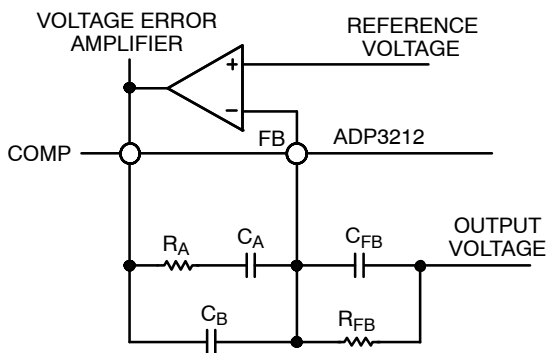 VOLTAGE ERROR
AMPLIFIER
REFERENCE
VOLTAGE
+
−
FB
ADP3212
COMP
OUTPUT
VOLTAGE
RA
CA
CFB
CB
RFB